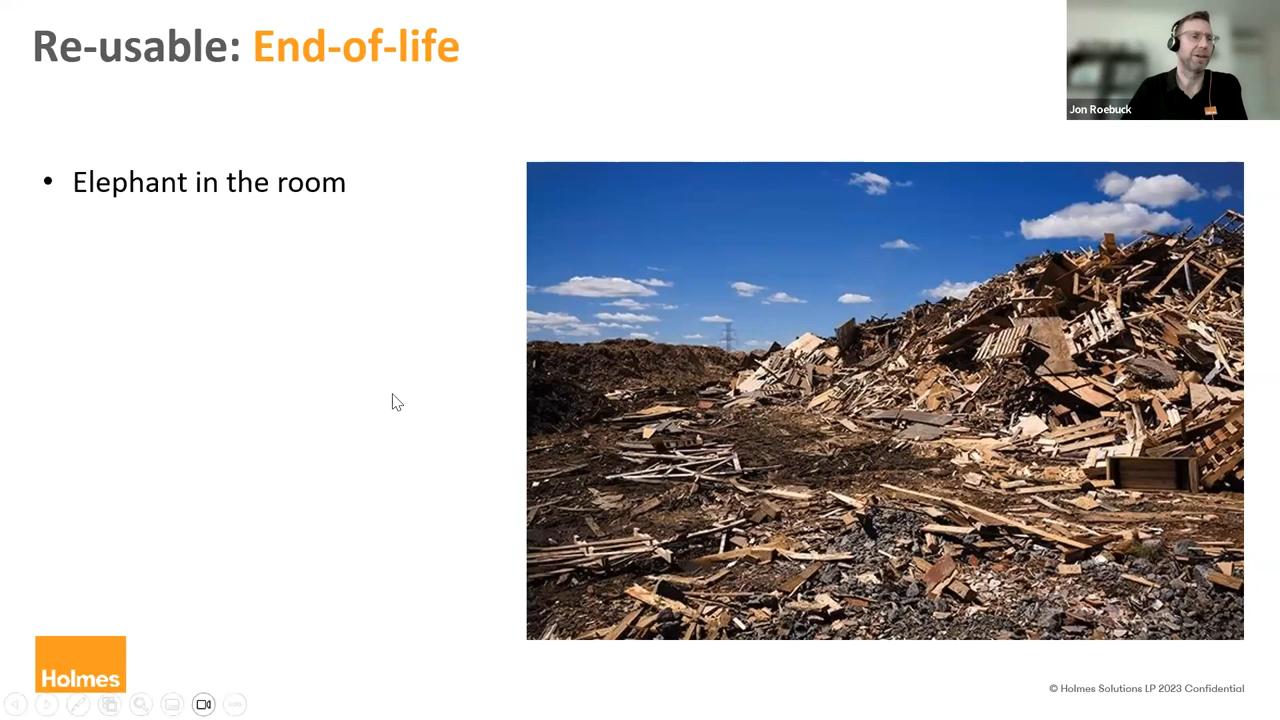 Re-usable: End-of-life
Jon Roebuck
• Elephant in the room
Holmes
© Holmes Solutions LP 2023 Confidential